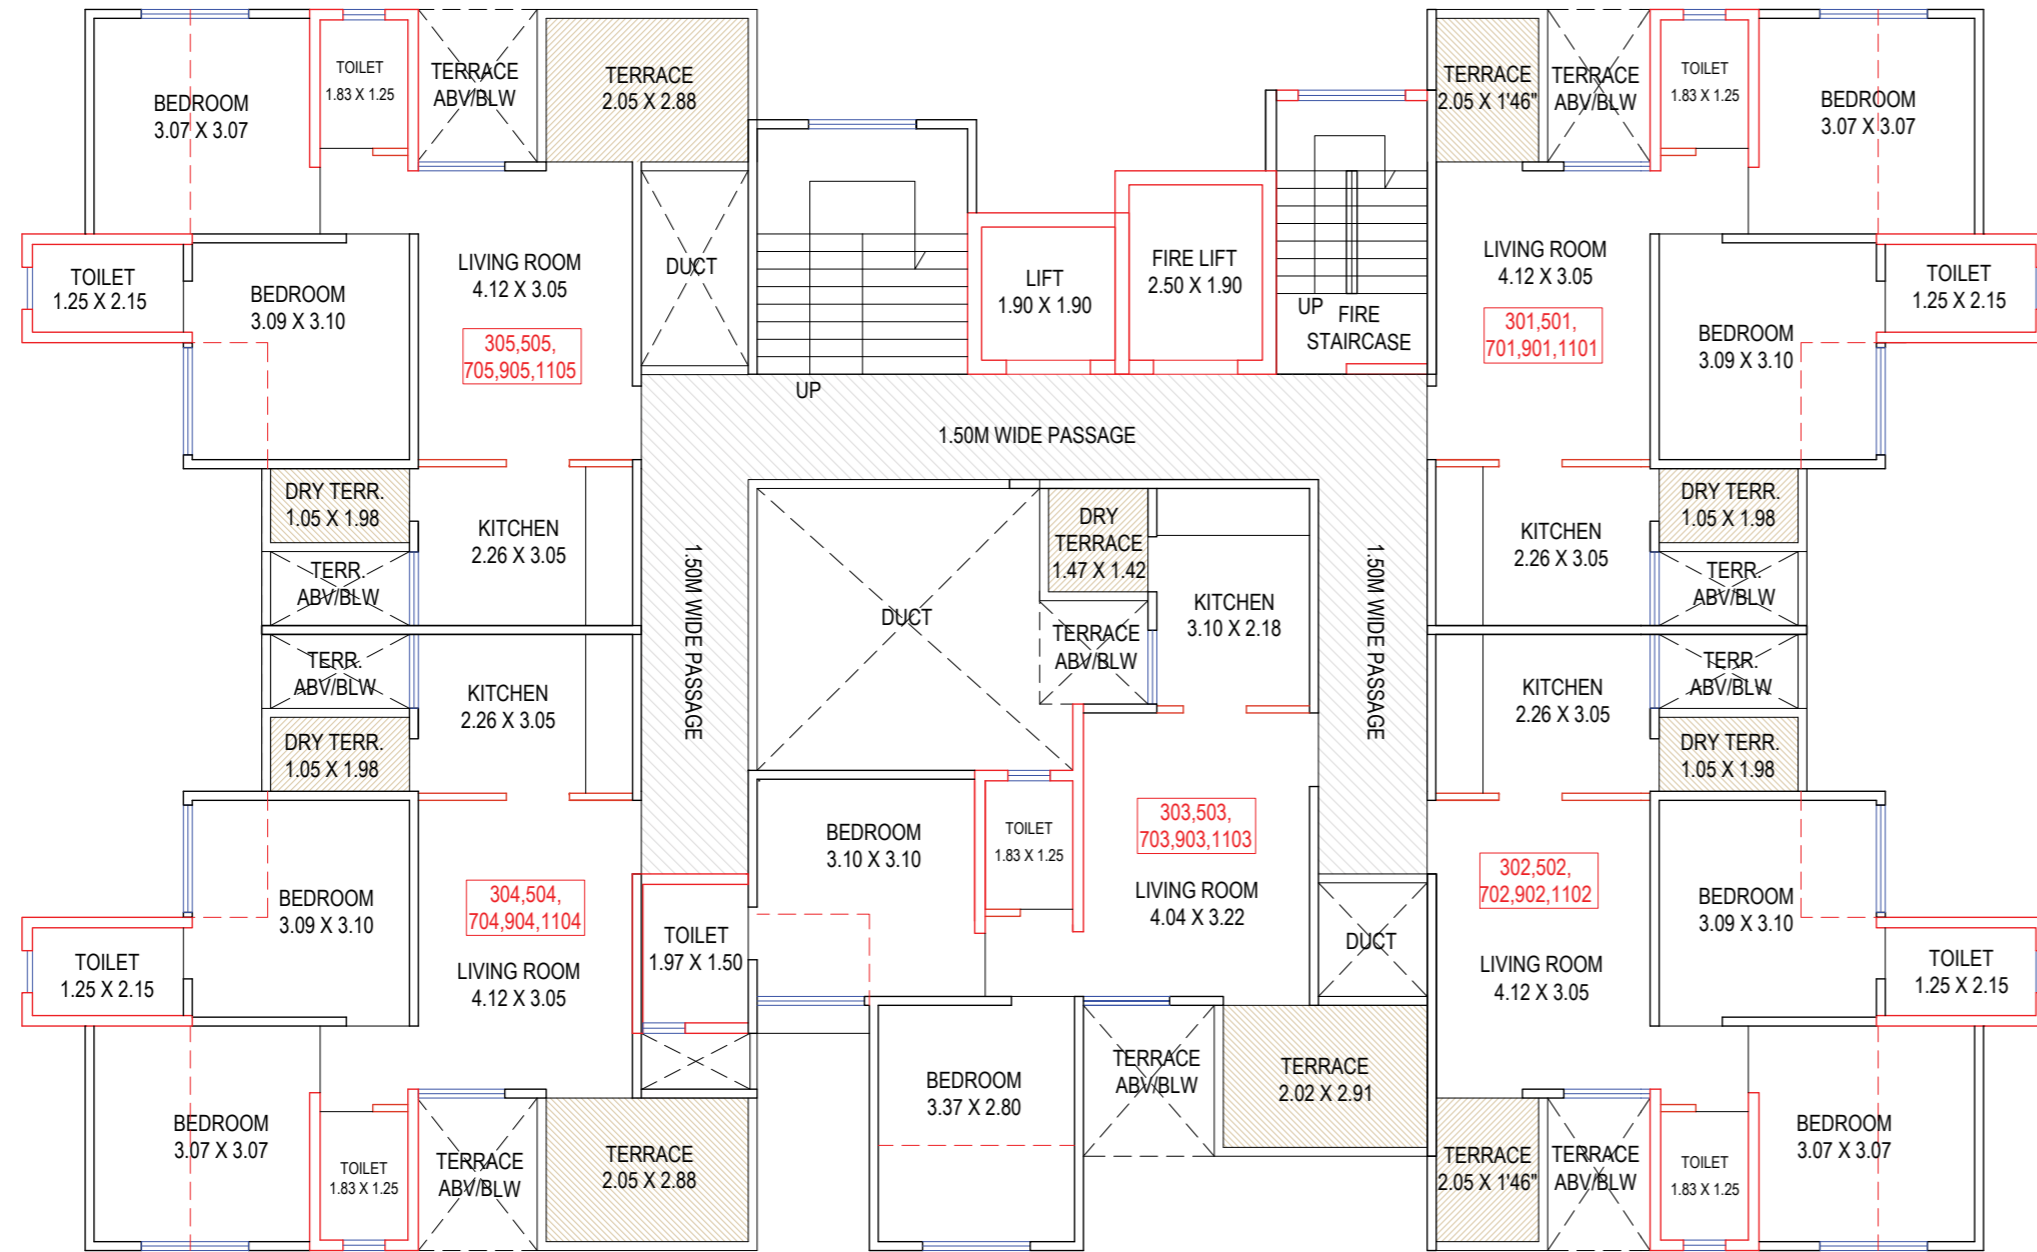 BEDROOM
3.07 X 3.07
TOILET
1.83 X 1.25
TERRACE
ABV/BLW
TERRACE
2.05 X 2.88
TOILET
1.25 X 2.15
BEDROOM
3.09 X 3.10
LIVING ROOM
4.12 X 3.05
305,505,
705,905,1105
DUCT
UP
LIFT
1.90 X 1.90
FIRE LIFT
2.50 X 1.90
UP
FIRE
STAIRCASE
TERRACE
2.05 X 1'46"
TERRACE
ABV/BLW
TOILET
1.83 X 1.25
BEDROOM
3.07 X 3.07
LIVING ROOM
4.12 X 3.05
301,501,
701,901,1101
BEDROOM
3.09 X 3.10
TOILET
1.25 X 2.15
1.50M WIDE PASSAGE
DRY TERR.
1.05 X 1.98
KITCHEN
2.26 X 3.05
TERR.
ABV/BLW
1.50M WIDE PASSAGE
DUCT
DRY
TERRACE
1.47 X 1.42
TERRACE
ABV/BLW
KITCHEN
3.10 X 2.18
1.50M WIDE PASSAGE
KITCHEN
2.26 X 3.05
DRY TERR.
1.05 X 1.98
TERR.
ABV/BLW
TERR.
ABV/BLW
KITCHEN
2.26 X 3.05
DRY TERR.
1.05 X 1.98
KITCHEN
2.26 X 3.05
TERR.
ABV/BLW
DRY TERR.
1.05 X 1.98
BEDROOM
3.09 X 3.10
304,504,
704,904,1104
LIVING ROOM
4.12 X 3.05
TOILET
1.25 X 2.15
TOILET
1.97 X 1.50
BEDROOM
3.10 X 3.10
TOILET
1.83 X 1.25
303,503,
703,903,1103
LIVING ROOM
4.04 X 3.22
DUCT
302,502,
702,902,1102
LIVING ROOM
4.12 X 3.05
BEDROOM
3.09 X 3.10
TOILET
1.25 X 2.15
BEDROOM
3.07 X 3.07
TOILET
1.83 X 1.25
TERRACE
ABV/BLW
TERRACE
2.05 X 2.88
BEDROOM
3.37 X 2.80
TERRACE
ABV/BLW
TERRACE
2.02 X 2.91
TERRACE
2.05 X 1'46"
TERRACE
ABV/BLW
TOILET
1.83 X 1.25
BEDROOM
3.07 X 3.07